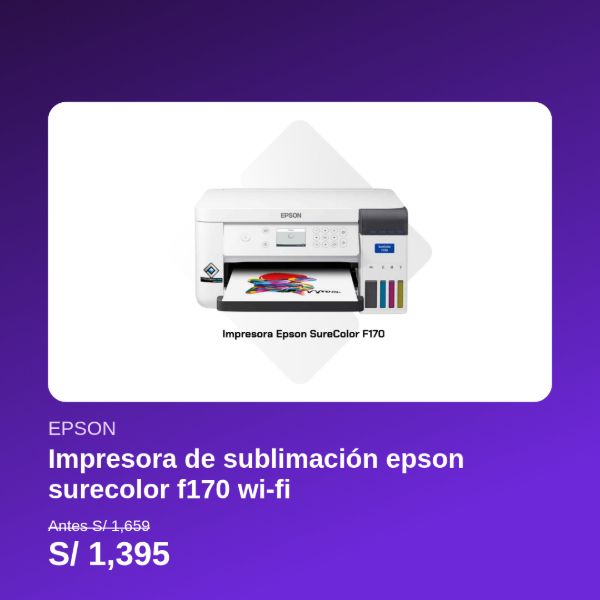 EPSON
Impresora Epson SureColor F170
EPSON
Impresora de sublimación epson
surecolor f170 wi-fi
Antes S/ 1,659
S/ 1,395